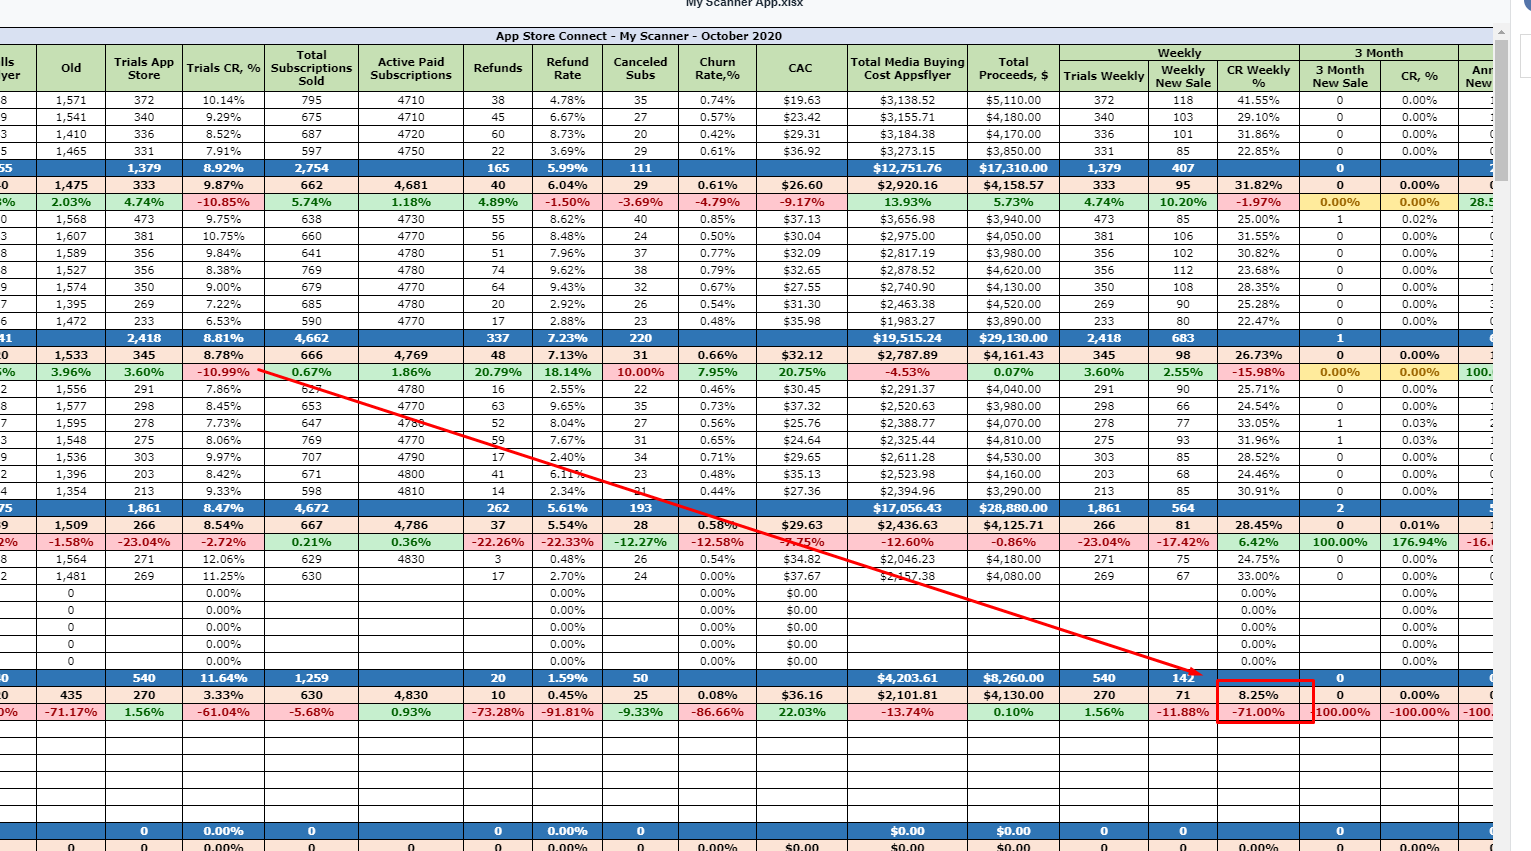 My Scanner App.xlsx
App Store Connect - My Scanner - October 2020
Weekly 3 Month
lls yer Old Trials App Store Trials CR, % Total Subscriptions Sold Active Paid Subscriptions Refunds Refund Rate Canceled Subs Churn Rate,% CAC Total Media Buying Cost Appsflyer Total Proceeds, $ Trials Weekly Weekly New Sale CR Weekly % 3 Month New Sale CR, % Ann New
8 1,571 372 10.14% 795 4710 38 4.78% 35 0.74% $19.63 $3,138.52 $5,110.00 372 118 41.55% 0 0.00%
9 1,541 340 9.29% 675 4710 45 6.67% 27 0.57% $23.42 $3,155.71 $4,180.00 340 103 29.10% 0 0.00%
3 1,410 336 8.52% 687 4720 60 8.73% 20 0.42% $29.31 $3,184.38 $4,170.00 336 101 31.86% 0 0.00%
5 1,465 331 7.91% 597 4750 22 3.69% 29 0.61% $36.92 $3,273.15 $3,850.00 331 85 22.85% 0 0.00%
55 1,379 8.92% 2,754 165 5.99% 111 $12,751.76 $17,310.00 1,379 407 0
0 1,475 333 9.87% 662 4,681 40 6.04% 29 0.61% $26.60 $2,920.16 $4,158.57 333 95 31.82% 0 0.00%
% 2.03% 4.74% -10.85% 5.74% 1.18% 4.89% -1.50% -3.69% -4.79% -9.17% 13.93% 5.73% 4.74% 10.20% -1.97% 0.00% 0.00% 28.5
0 1,568 473 9.75% 638 4730 55 8.62% 40 0.85% $37.13 $3,656.98 $3,940.00 473 85 25.00% 1 0.02%
3 1,607 381 10.75% 660 4770 56 8.48% 24 0.50% $30.04 $2,975.00 $4,050.00 381 106 31.55% 0 0.00%
8 1,589 356 9.84% 641 4780 51 7.96% 37 0.77% $32.09 $2,817.19 $3,980.00 356 102 30.82% 0 0.00%
8 1,527 356 8.38% 769 4780 74 9.62% 38 0.79% $32.65 $2,878.52 $4,620.00 356 112 23.68% 0 0.00%
9 1,574 350 9.00% 679 4770 64 9.43% 32 0.67% $27.55 $2,740.90 $4,130.00 350 108 28.35% 0 0.00%
7 1,395 269 7.22% 685 4780 20 2.92% 26 0.54% $31.30 $2,463.38 $4,520.00 269 90 25.28% 0 0.00%
6 1,472 233 6.53% 590 4770 17 2.88% 23 0.48% $35.98 $1,983.27 $3,890.00 233 80 22.47% 0 0.00%
41 2,418 8.81% 4,662 337 7.23% 220 $19,515.24 $29,130.00 2,418 683 1
0 1,533 345 8.78% 666 4,769 48 7.13% 31 0.66% $32.12 $2,787.89 $4,161.43 345 98 26.73% 0 0.00%
% 3.96% 3.60% -10.99% 0.67% 1.86% 20.79% 18.14% 10.00% 7.95% 20.75% -4.53% 0.07% 3.60% 2.55% -15.98% 0.00% 0.00% 100.
2 1,556 291 7.86% 627 4780 16 2.55% 22 0.46% $30.45 $2,291.37 $4,040.00 291 90 25.71% 0 0.00%
8 1,577 298 8.45% 653 4770 63 9.65% 35 0.73% $37.32 $2,520.63 $3,980.00 298 66 24.54% 0 0.00%
7 1,595 278 7.73% 647 4780 52 8.04% 27 0.56% $25.76 $2,388.77 $4,070.00 278 77 33.05% 1 0.03%
3 1,548 275 8.06% 769 4770 59 7.67% 31 0.65% $24.64 $2,325.44 $4,810.00 275 93 31.96% 1 0.03%
9 1,536 303 9.97% 707 4790 17 2.40% 34 0.71% $29.65 $2,611.28 $4,530.00 303 85 28.52% 0 0.00%
2 1,396 203 8.42% 671 4800 41 6.11% 23 0.48% $35.13 $2,523.98 $4,160.00 203 68 24.46% 0 0.00%
4 1,354 213 9.33% 598 4810 14 2.34% 21 0.44% $27.36 $2,394.96 $3,290.00 213 85 30.91% 0 0.00%
75 1,861 8.47% 4,672 262 5.61% 193 $17,056.43 $28,880.00 1,861 564 2
39 1,509 266 8.54% 667 4,786 37 5.54% 28 0.58% $29.63 $2,436.63 $4,125.71 266 81 28.45% 0 0.01%
2% -1.58% -23.04% -2.72% 0.21% 0.36% -22.26% -22.33% -12.27% -12.58% -7.75% -12.60% -0.86% -23.04% -17.42% 6.42% 100.00% 176.94% -16.
8 1,564 271 12.06% 629 4830 3 0.48% 26 0.54% $34.82 $2,046.23 $4,180.00 271 75 24.75% 0 0.00%
2 1,481 269 11.25% 630 17 2.70% 24 0.00% $37.67 $2,157.38 $4,080.00 269 67 33.00% 0 0.00%
0 0.00% 0.00% 0.00% $0.00 0.00% 0.00%
0 0.00% 0.00% 0.00% $0.00 0.00% 0.00%
0 0.00% 0.00% 0.00% $0.00 0.00% 0.00%
0 0.00% 0.00% 0.00% $0.00 0.00% 0.00%
0 0.00% 0.00% 0.00% $0.00 0.00% 0.00%
0 540 11.64% 1,259 20 1.59% 50 $4,203.61 $8,260.00 540 142 0
0 435 270 3.33% 630 4,830 10 0.45% 25 0.08% $36.16 $2,101.81 $4,130.00 270 71 8.25% 0 0.00%
0% -71.17% 1.56% -61.04% -5.68% 0.93% -73.28% -91.81% -9.33% -86.66% 22.03% -13.74% 0.10% 1.56% -11.88% -71.00% -100.00% -100.00% -100.
0 0.00% 0 0 0.00% 0 $0.00 $0.00 0 0 0
0 0 0.00% 0 0 0 0.00% 0 0.00% $0.00 $0.00 $0.00 0 0 0.00% 0 0.00%